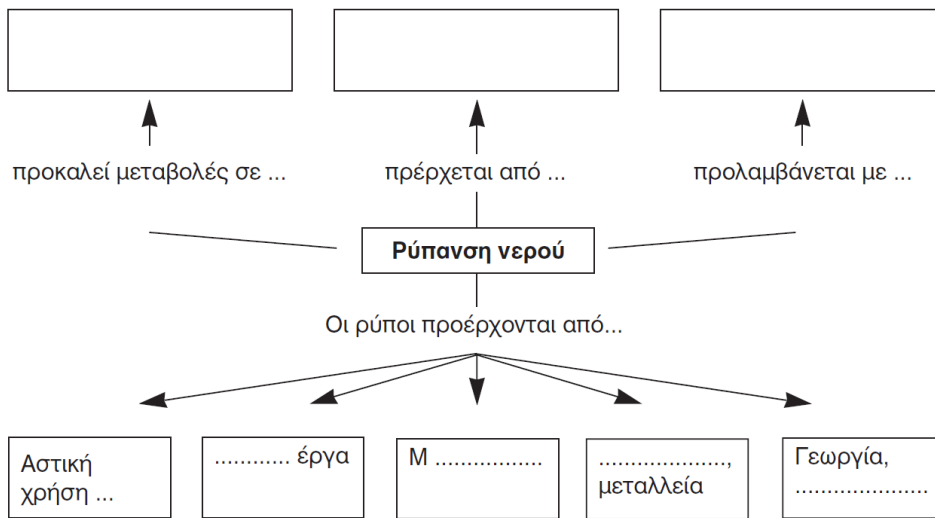 προκαλεί μεταβολές σε ...
πρέρχεται από ...
προλαμβάνεται με ...
Ρύπανση νερού
Οι ρύποι προέρχονται από...
Αστική
χρήση ...
............ έργα
Μ .................
....................,
μεταλλεία
Γεωργία,
.....................